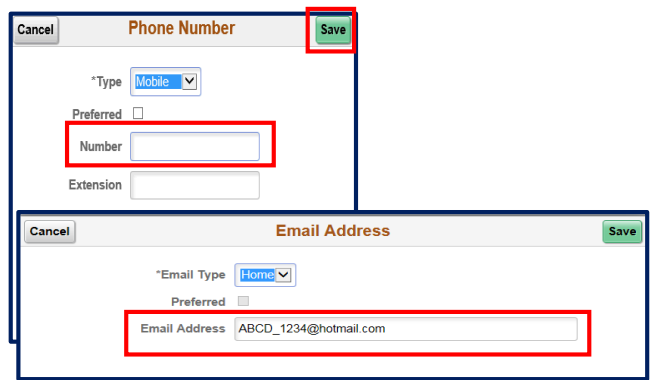 Cancel Phone Number Save
*Type Mobile
Preferred
Number
Extension
Cancel Email Address Save
*Email Type Home
Preferred
Email Address ABCD_1234@hotmail.com